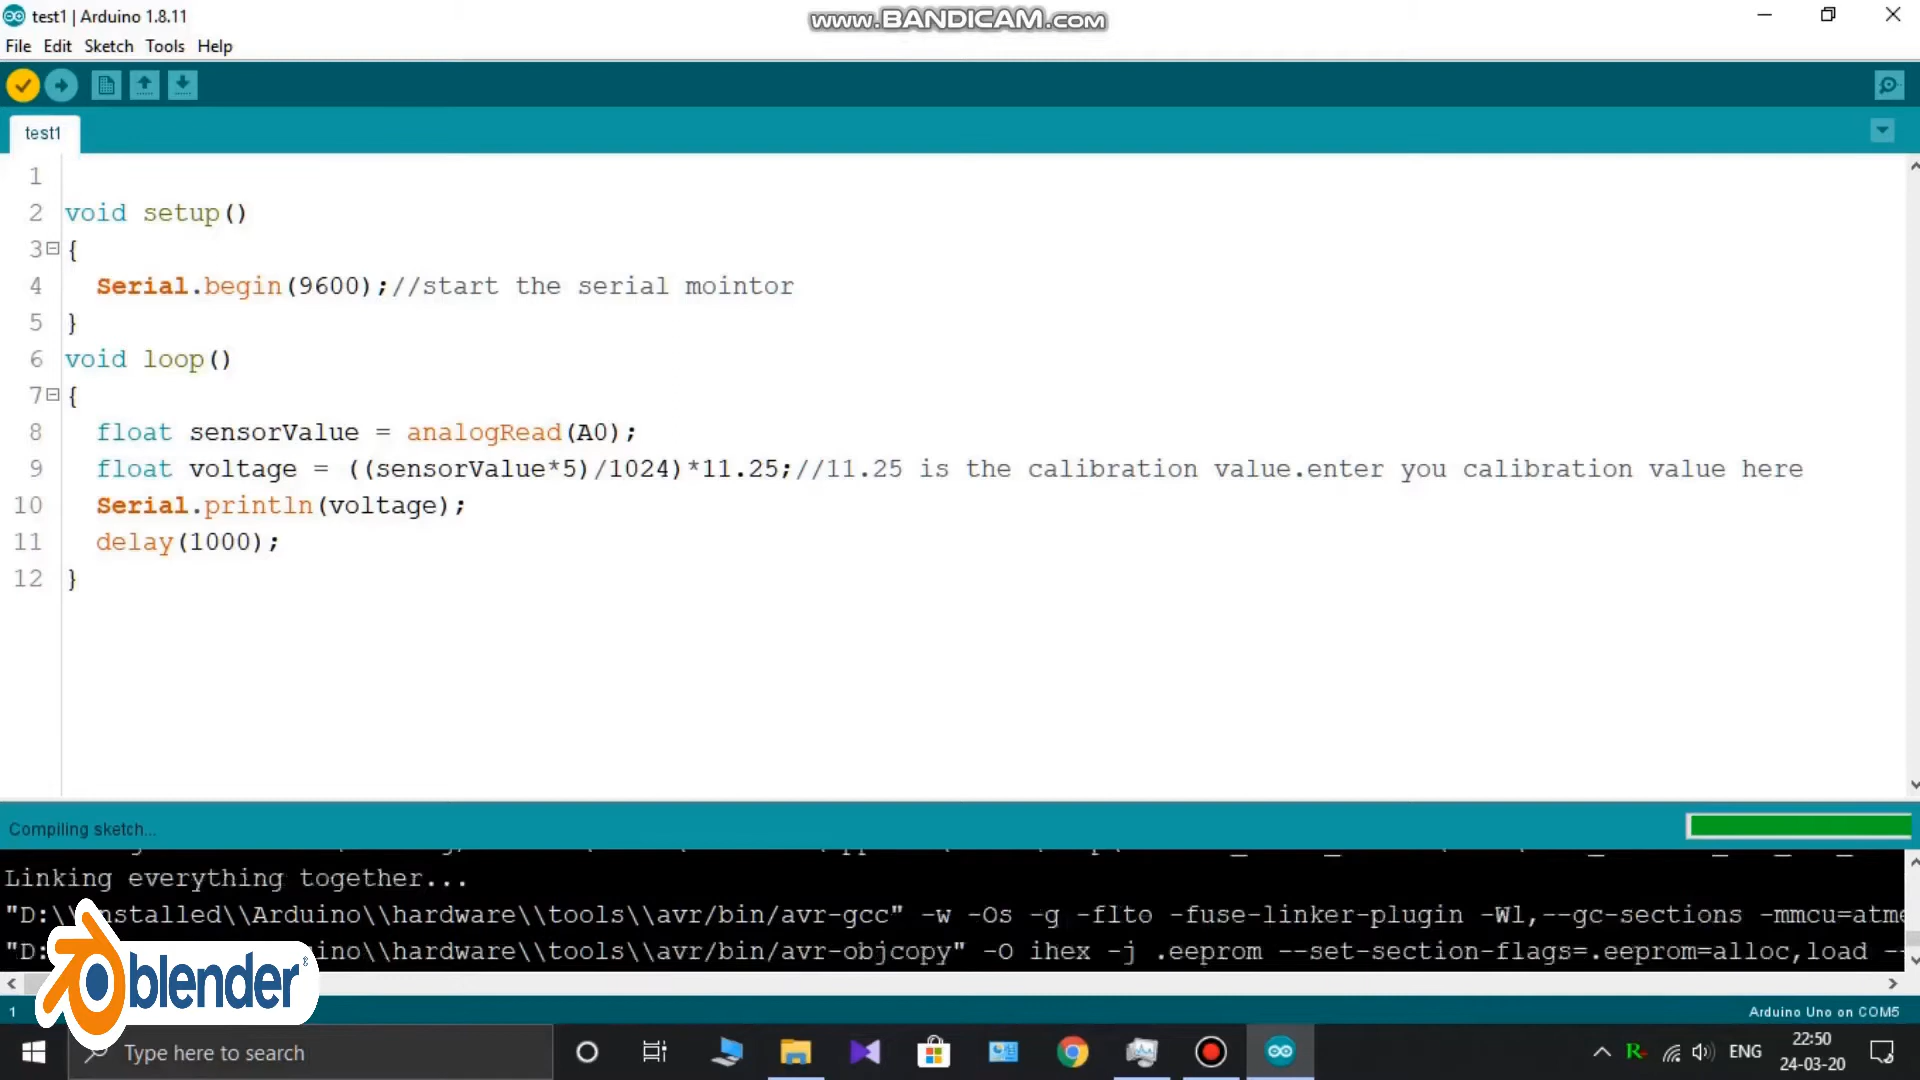 test1 | Arduino 1.8.11
www.BANDICAM.com
File Edit Sketch Tools Help
test1
1
2 void setup()
3 {
4 Serial.begin(9600);//start the serial mointor
5 }
6 void loop()
7 {
8 float sensorValue = analogRead(A0);
9 float voltage = ((sensorValue*5)/1024)*11.25;//11.25 is the calibration value.enter you calibration value here
10 Serial.println(voltage);
11 delay(1000);
12 }
Compiling sketch...
Linking everything together...
"D:\\installed\\Arduino\\hardware\\tools\\avr/bin/avr-gcc" -w -Os -g -flto -fuse-linker-plugin -Wl,--gc-sections -mmcu=atme
"D: uino\\hardware\\tools\\avr/bin/avr-objcopy" -O ihex -j .eeprom --set-section-flags=.eeprom=alloc,load --
blender
1
Arduino Uno on COM5
Type here to search
ENG
22:50
24-03-20